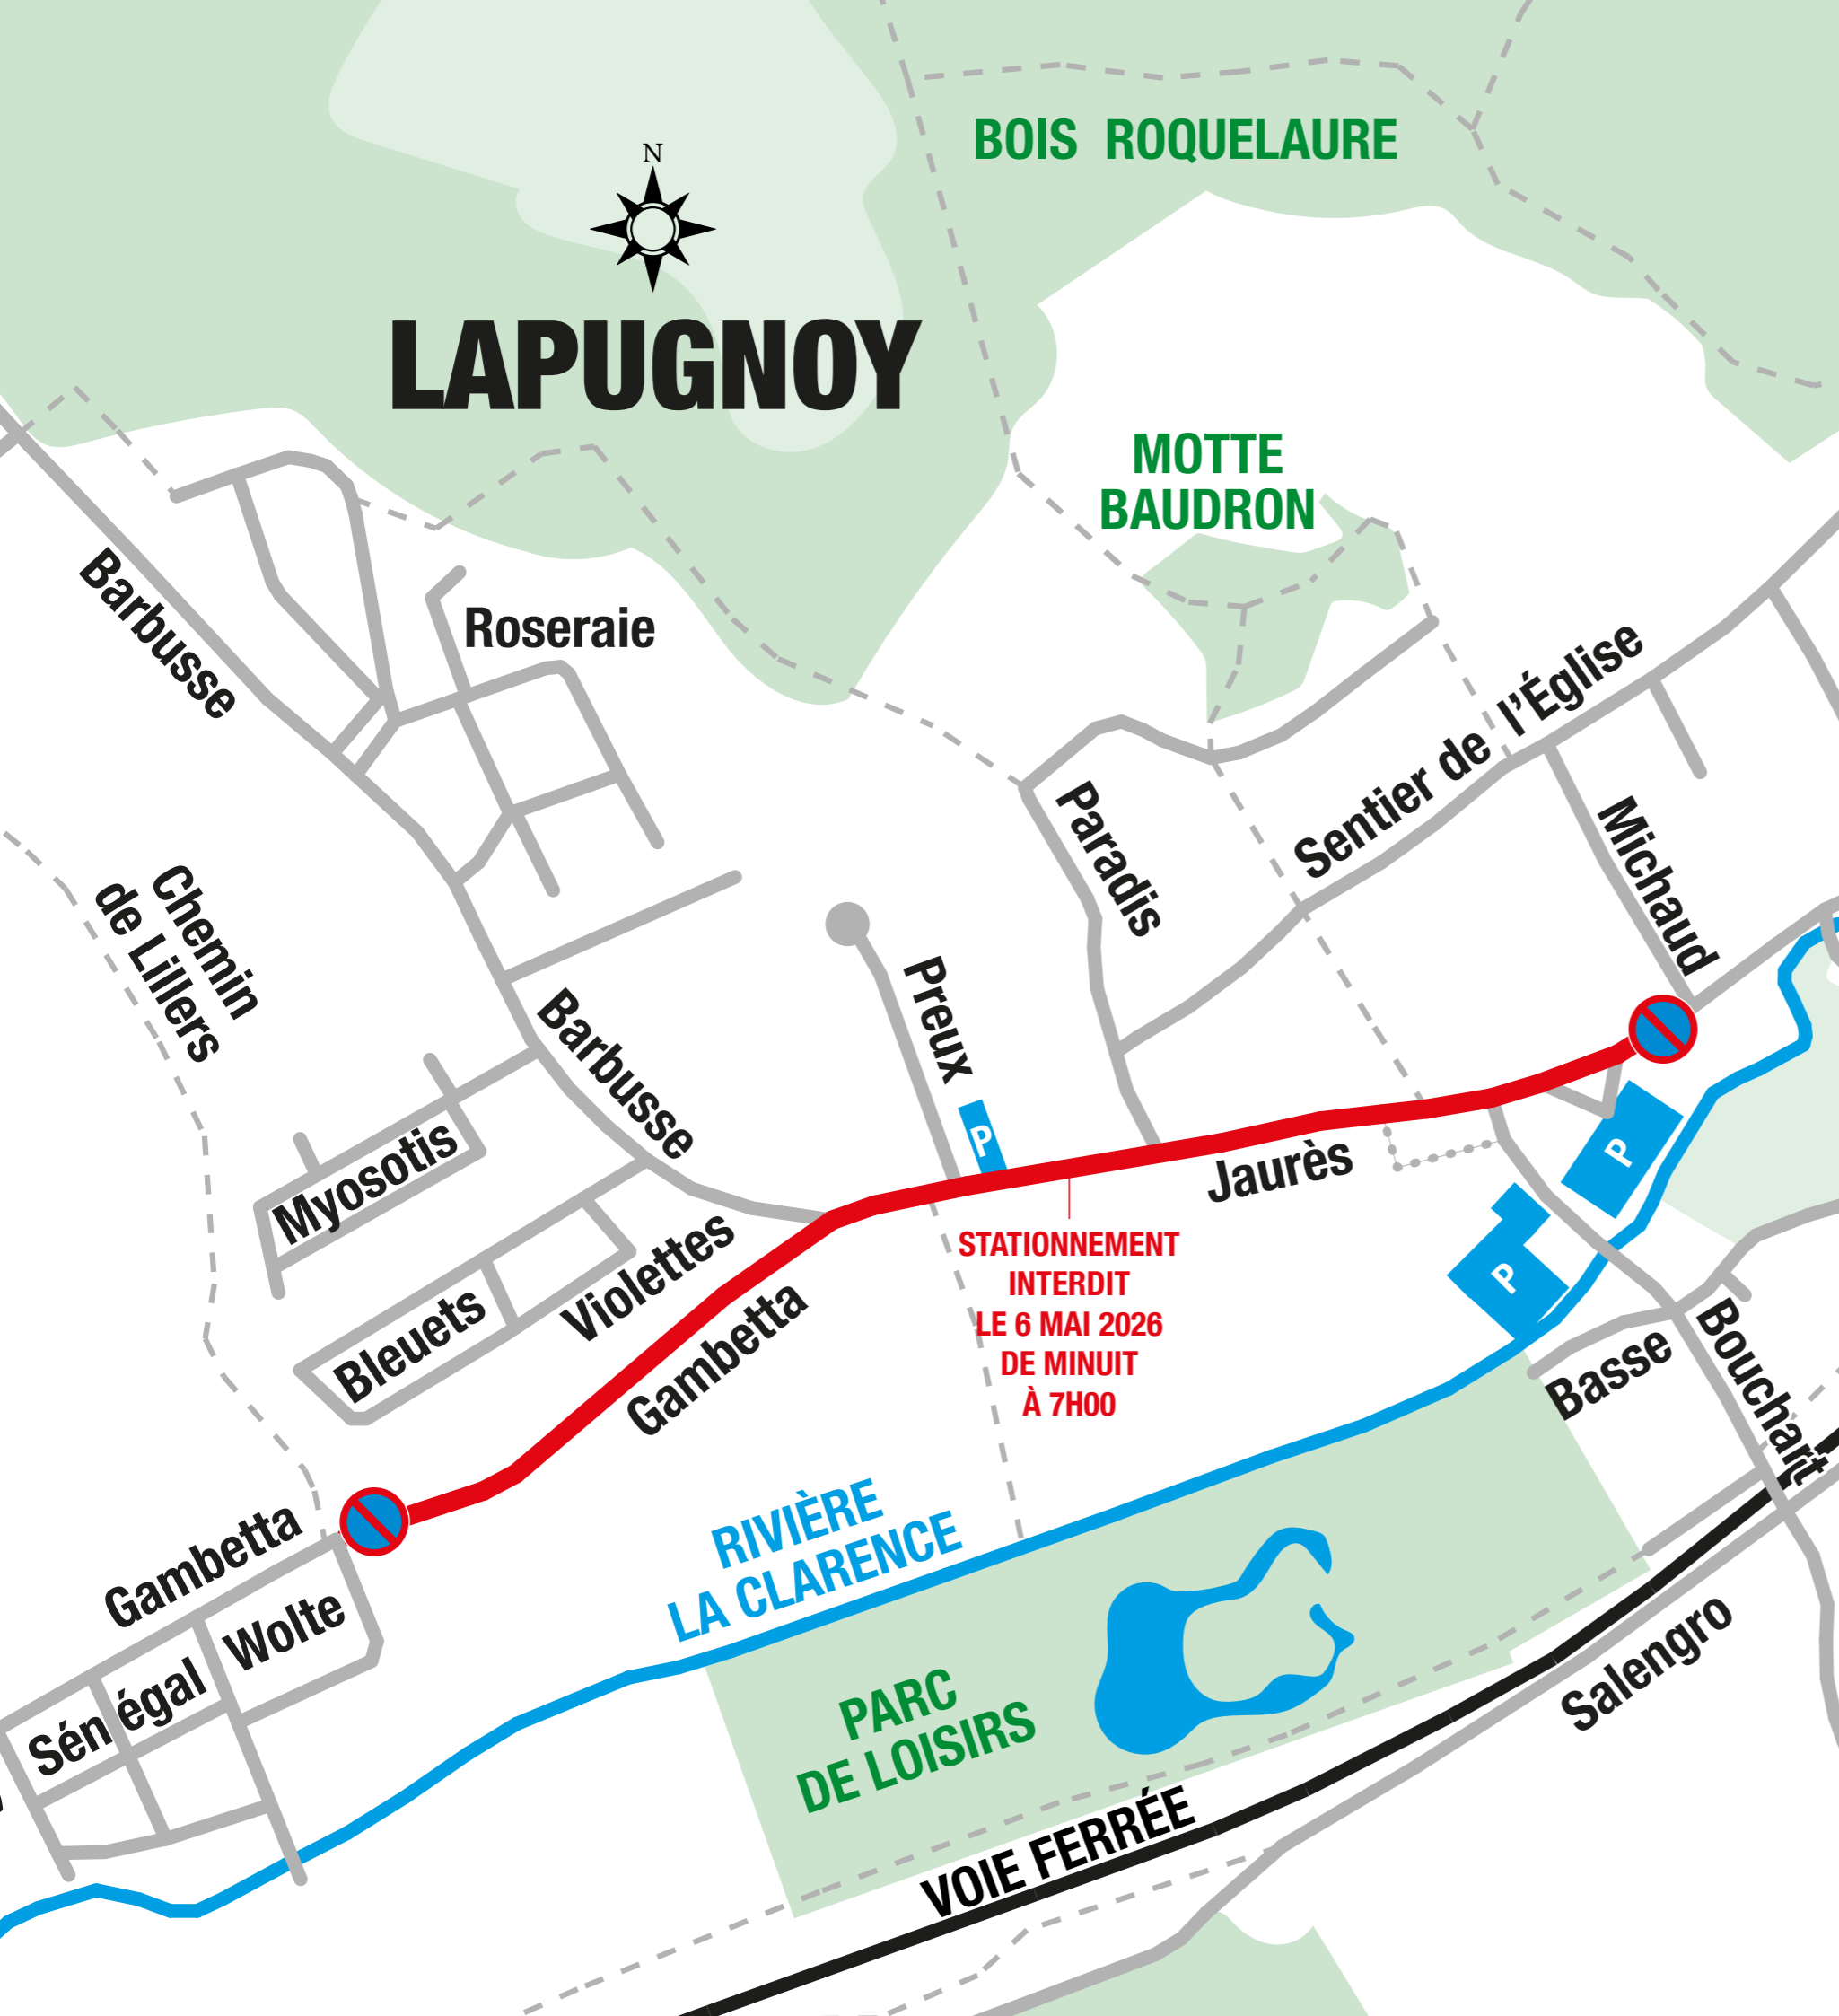 BOIS ROQUELAURE
N
LAPUGNOY
MOTTE
BAUDRON
Barbusse
Roseraie
Sentier de l'Église
Paradis
Michaud
Chemin
de Lillers
Preux
Barbusse
P
P
P
Myosotis
Jaurès
Violettes
Bleuets
Gambetta
STATIONNEMENT
INTERDIT
LE 6 MAI 2026
DE MINUIT
À 7H00
Basse
Bouchart
Gambetta
RIVIÈRE
LA CLARENCE
Wolte
Sénégal
PARC
DE LOISIRS
Salengro
VOIE FERRÉE